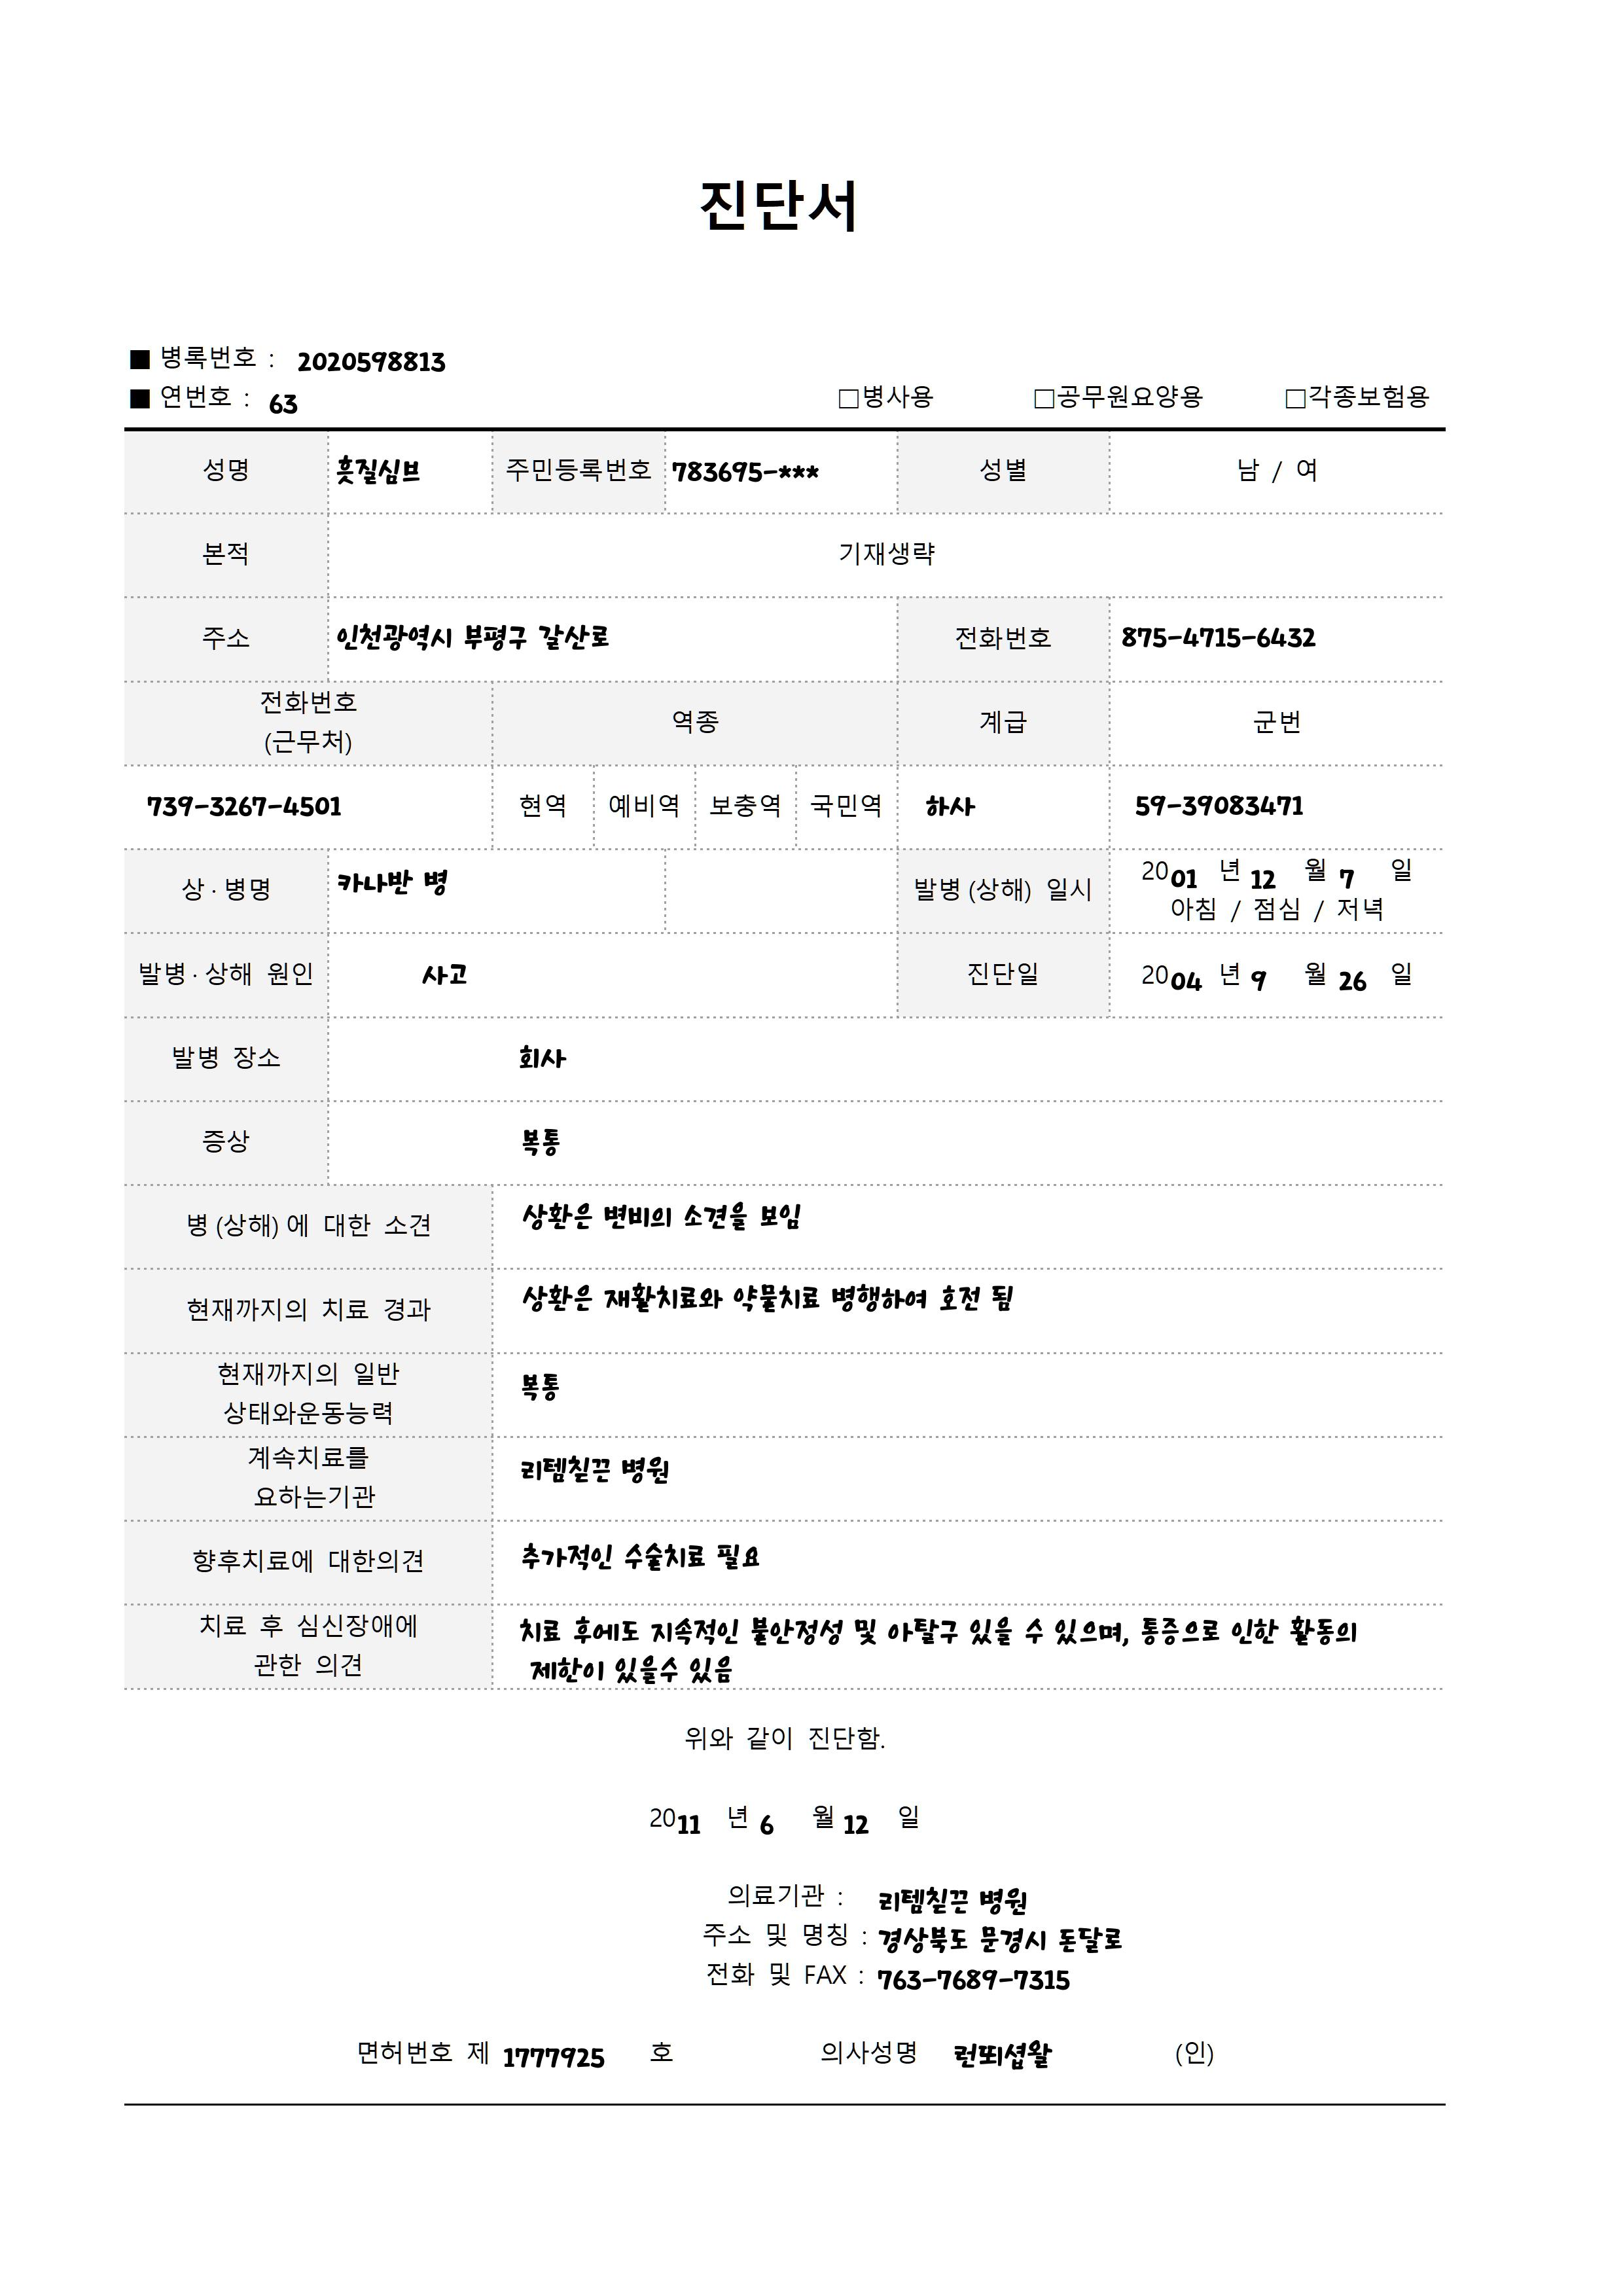 진단서
■ 병록번호 : 2020598813
■ 연번호 : 63 □병사용 □공무원요양용 □각종보험용
성명 흣질심브 주민등록번호 783695-*** 성별 남 / 여
본적 기재생략
주소 인천광역시 부평구 갈산로 전화번호 875-4715-6432
전화번호
(근무처) 역종 계급 군번
739-3267-4501 현역 예비역 보충역 국민역 하사 59-39083471
상·병명 카나반 병 발병(상해) 일시 2001 년 12 월 7 일
아침 / 점심 / 저녁
발병·상해 원인 사고 진단일 2004 년 9 월 26 일
발병 장소 회사
증상 복통
병(상해)에 대한 소견 상환은 변비의 소견을 보임
현재까지의 치료 경과 상환은 재활치료와 약물치료 병행하여 호전 됨
현재까지의 일반
상태와운동능력 복통
계속치료를
요하는기관 리템칟끈 병원
향후치료에 대한의견 추가적인 수술치료 필요
치료 후 심신장애에
관한 의견
치료 후에도 지속적인 불안정성 및 아탈구 있을 수 있으며, 통증으로 인한 활동의
제한이 있을수 있음
위와 같이 진단함.
2011 년 6 월 12 일
의료기관 : 리템칟끈 병원
주소 및 명칭 : 경상북도 문경시 돈달로
전화 및 FAX : 763-7689-7315
면허번호 제 1777925 호 의사성명 런뙤셥왈 (인)